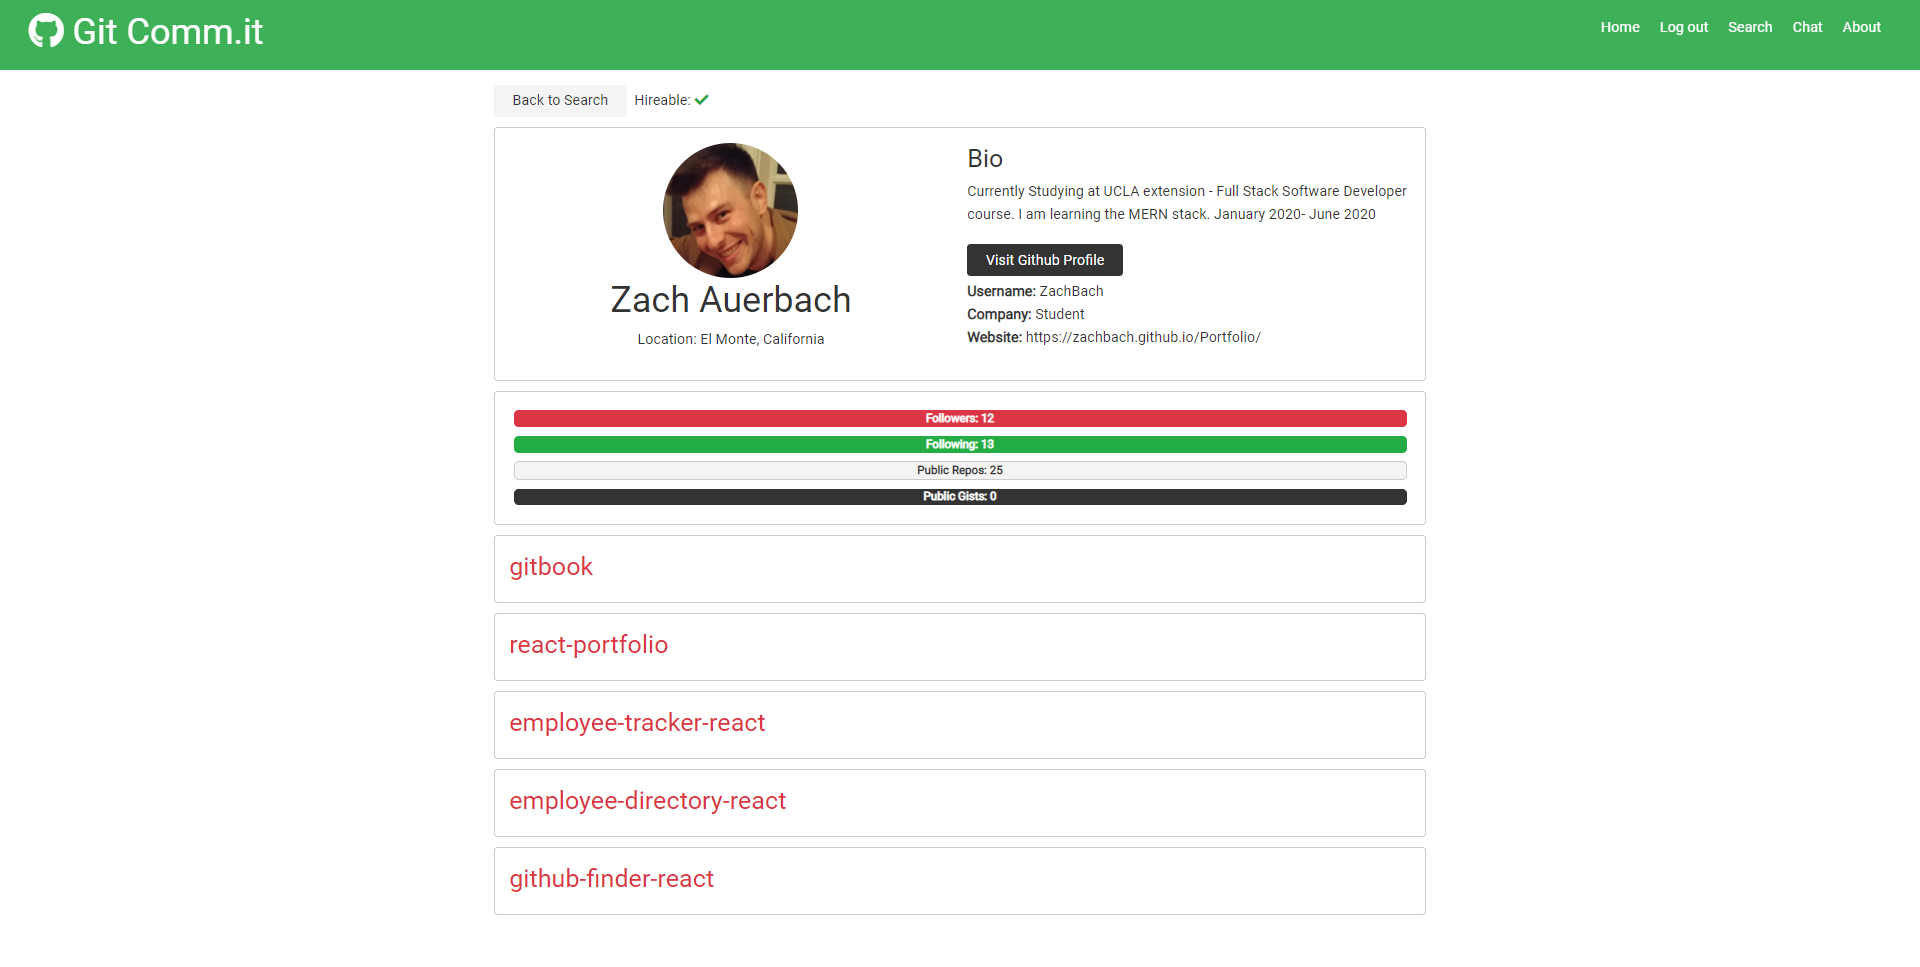 Git Comm.it
Home Log out Search Chat About
Back to Search Hireable:
Zach Auerbach
Location: El Monte, California
Bio
Currently Studying at UCLA extension - Full Stack Software Developer
course. I am learning the MERN stack. January 2020- June 2020
Visit Github Profile
Username: ZachBach
Company: Student
Website: https://zachbach.github.io/Portfolio/
Followers: 12
Following: 13
Public Repos: 25
Public Gists: 0
gitbook
react-portfolio
employee-tracker-react
employee-directory-react
github-finder-react